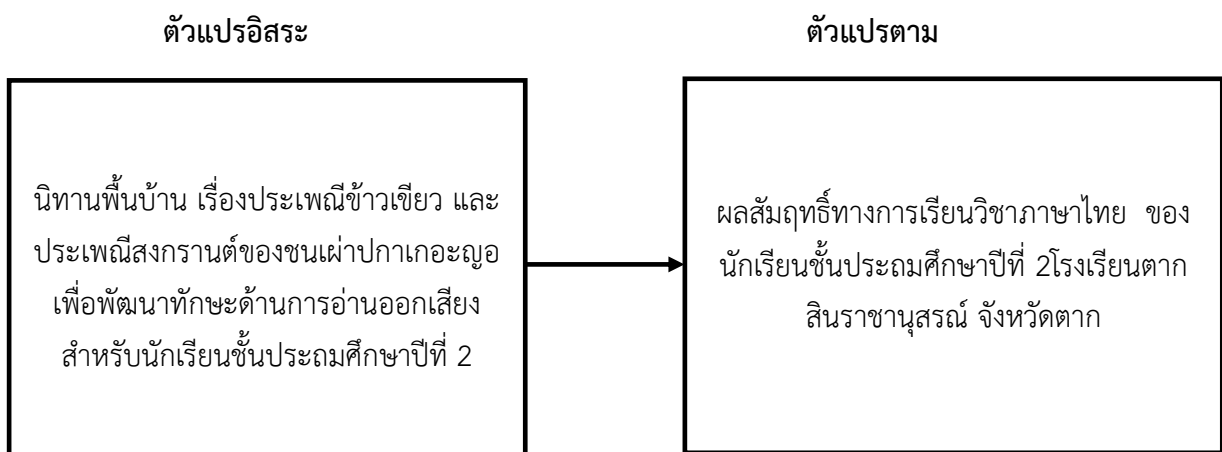 ตัวแปรอิสระ
ตัวแปรตาม
นิทานพื้นบ้าน เรื่องประเพณีข้าวเขียว และ
ประเพณีสงกรานต์ของชนเผ่าปกาเกอะญอ
เพื่อพัฒนาทักษะด้านการอ่านออกเสียง
สำหรับนักเรียนชั้นประถมศึกษาปีที่ 2
ผลสัมฤทธิ์ทางการเรียนวิชาภาษาไทย ของ
นักเรียนชั้นประถมศึกษาปีที่ 2โรงเรียนตาก
สินราชานุสรณ์ จังหวัดตาก